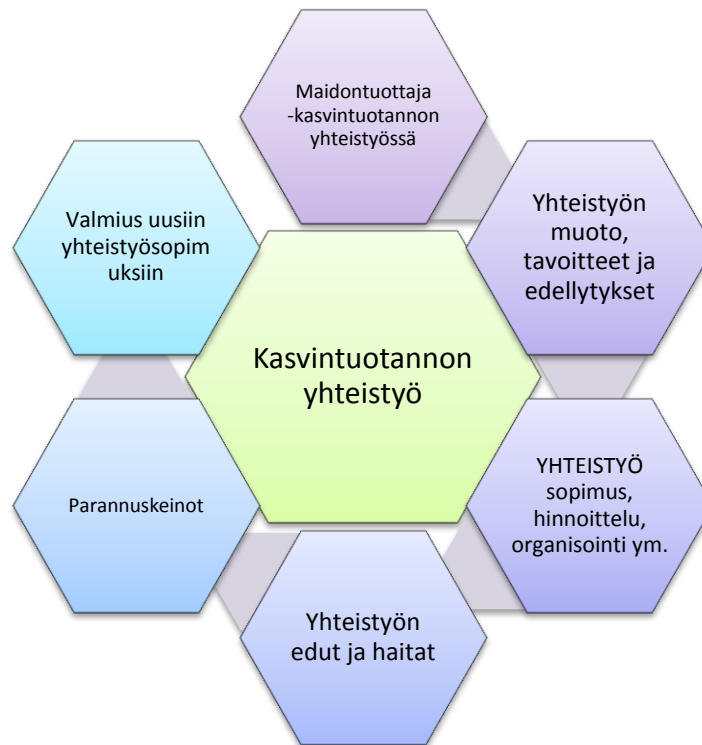 Maidontuottaja
-kasvintuotannon
yhteistyössä
Yhteistyön
muoto,
tavoitteet ja
edellytykset
YHTEISTYÖ
sopimus,
hinnoittelu,
organisointi ym.
Yhteistyön
edut ja haitat
Parannuskeinot
Valmius uusiin
yhteistyösopim
uksiin
Kasvintuotannon
yhteistyö